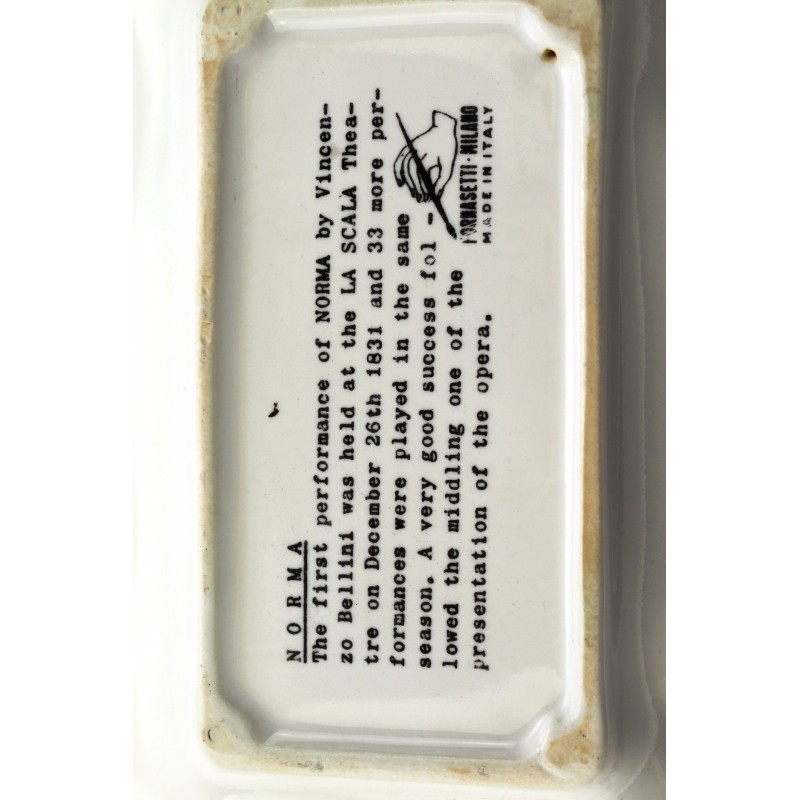 N O R M A
The first performance of NORMA by Vincen-
zo Bellini was held at the LA SCALA Thea-
tre on December 26th 1831 and 33 more per-
formances were played in the same
season. A very good success fol -
lowed the middling one of the
presentation of the opera.
FORNASETTI · MILANO
MADE IN ITALY